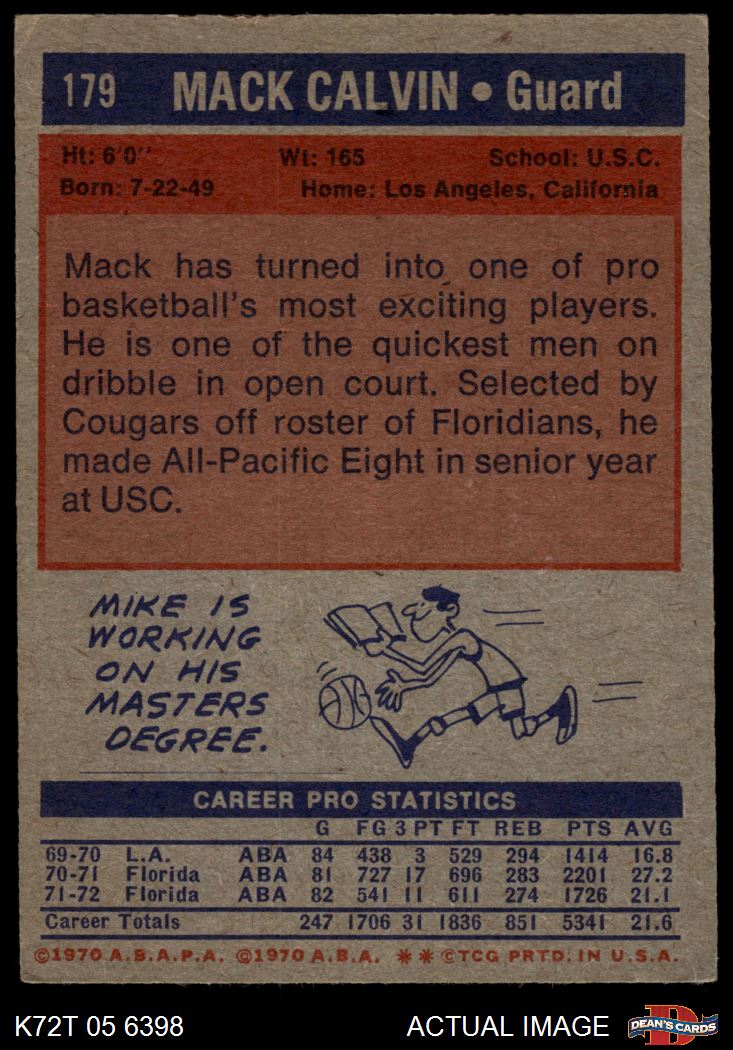 179 MACK CALVIN • Guard
Ht: 6'0" Wt: 165 School: U.S.C.
Born: 7-22-49 Home: Los Angeles, California
Mack has turned into one of pro
basketball's most exciting players.
He is one of the quickest men on
dribble in open court. Selected by
Cougars off roster of Floridians, he
made All-Pacific Eight in senior year
at USC.
MIKE IS
WORKING
ON HIS
MASTERS
DEGREE.
CAREER PRO STATISTICS
G FG 3 PT FT REB PTS AVG
69-70 L.A. ABA 84 438 3 529 294 1414 16.8
70-71 Florida ABA 81 727 17 696 283 2201 27.2
71-72 Florida ABA 82 541 11 611 274 1726 21.1
Career Totals 247 1706 31 1836 851 5341 21.6
©1970 A.B.A.P.A. ©1970 A.B.A. ** ©TCG PRTD. IN U.S.A.
K72T 05 6398 ACTUAL IMAGE DEAN'S CARDS